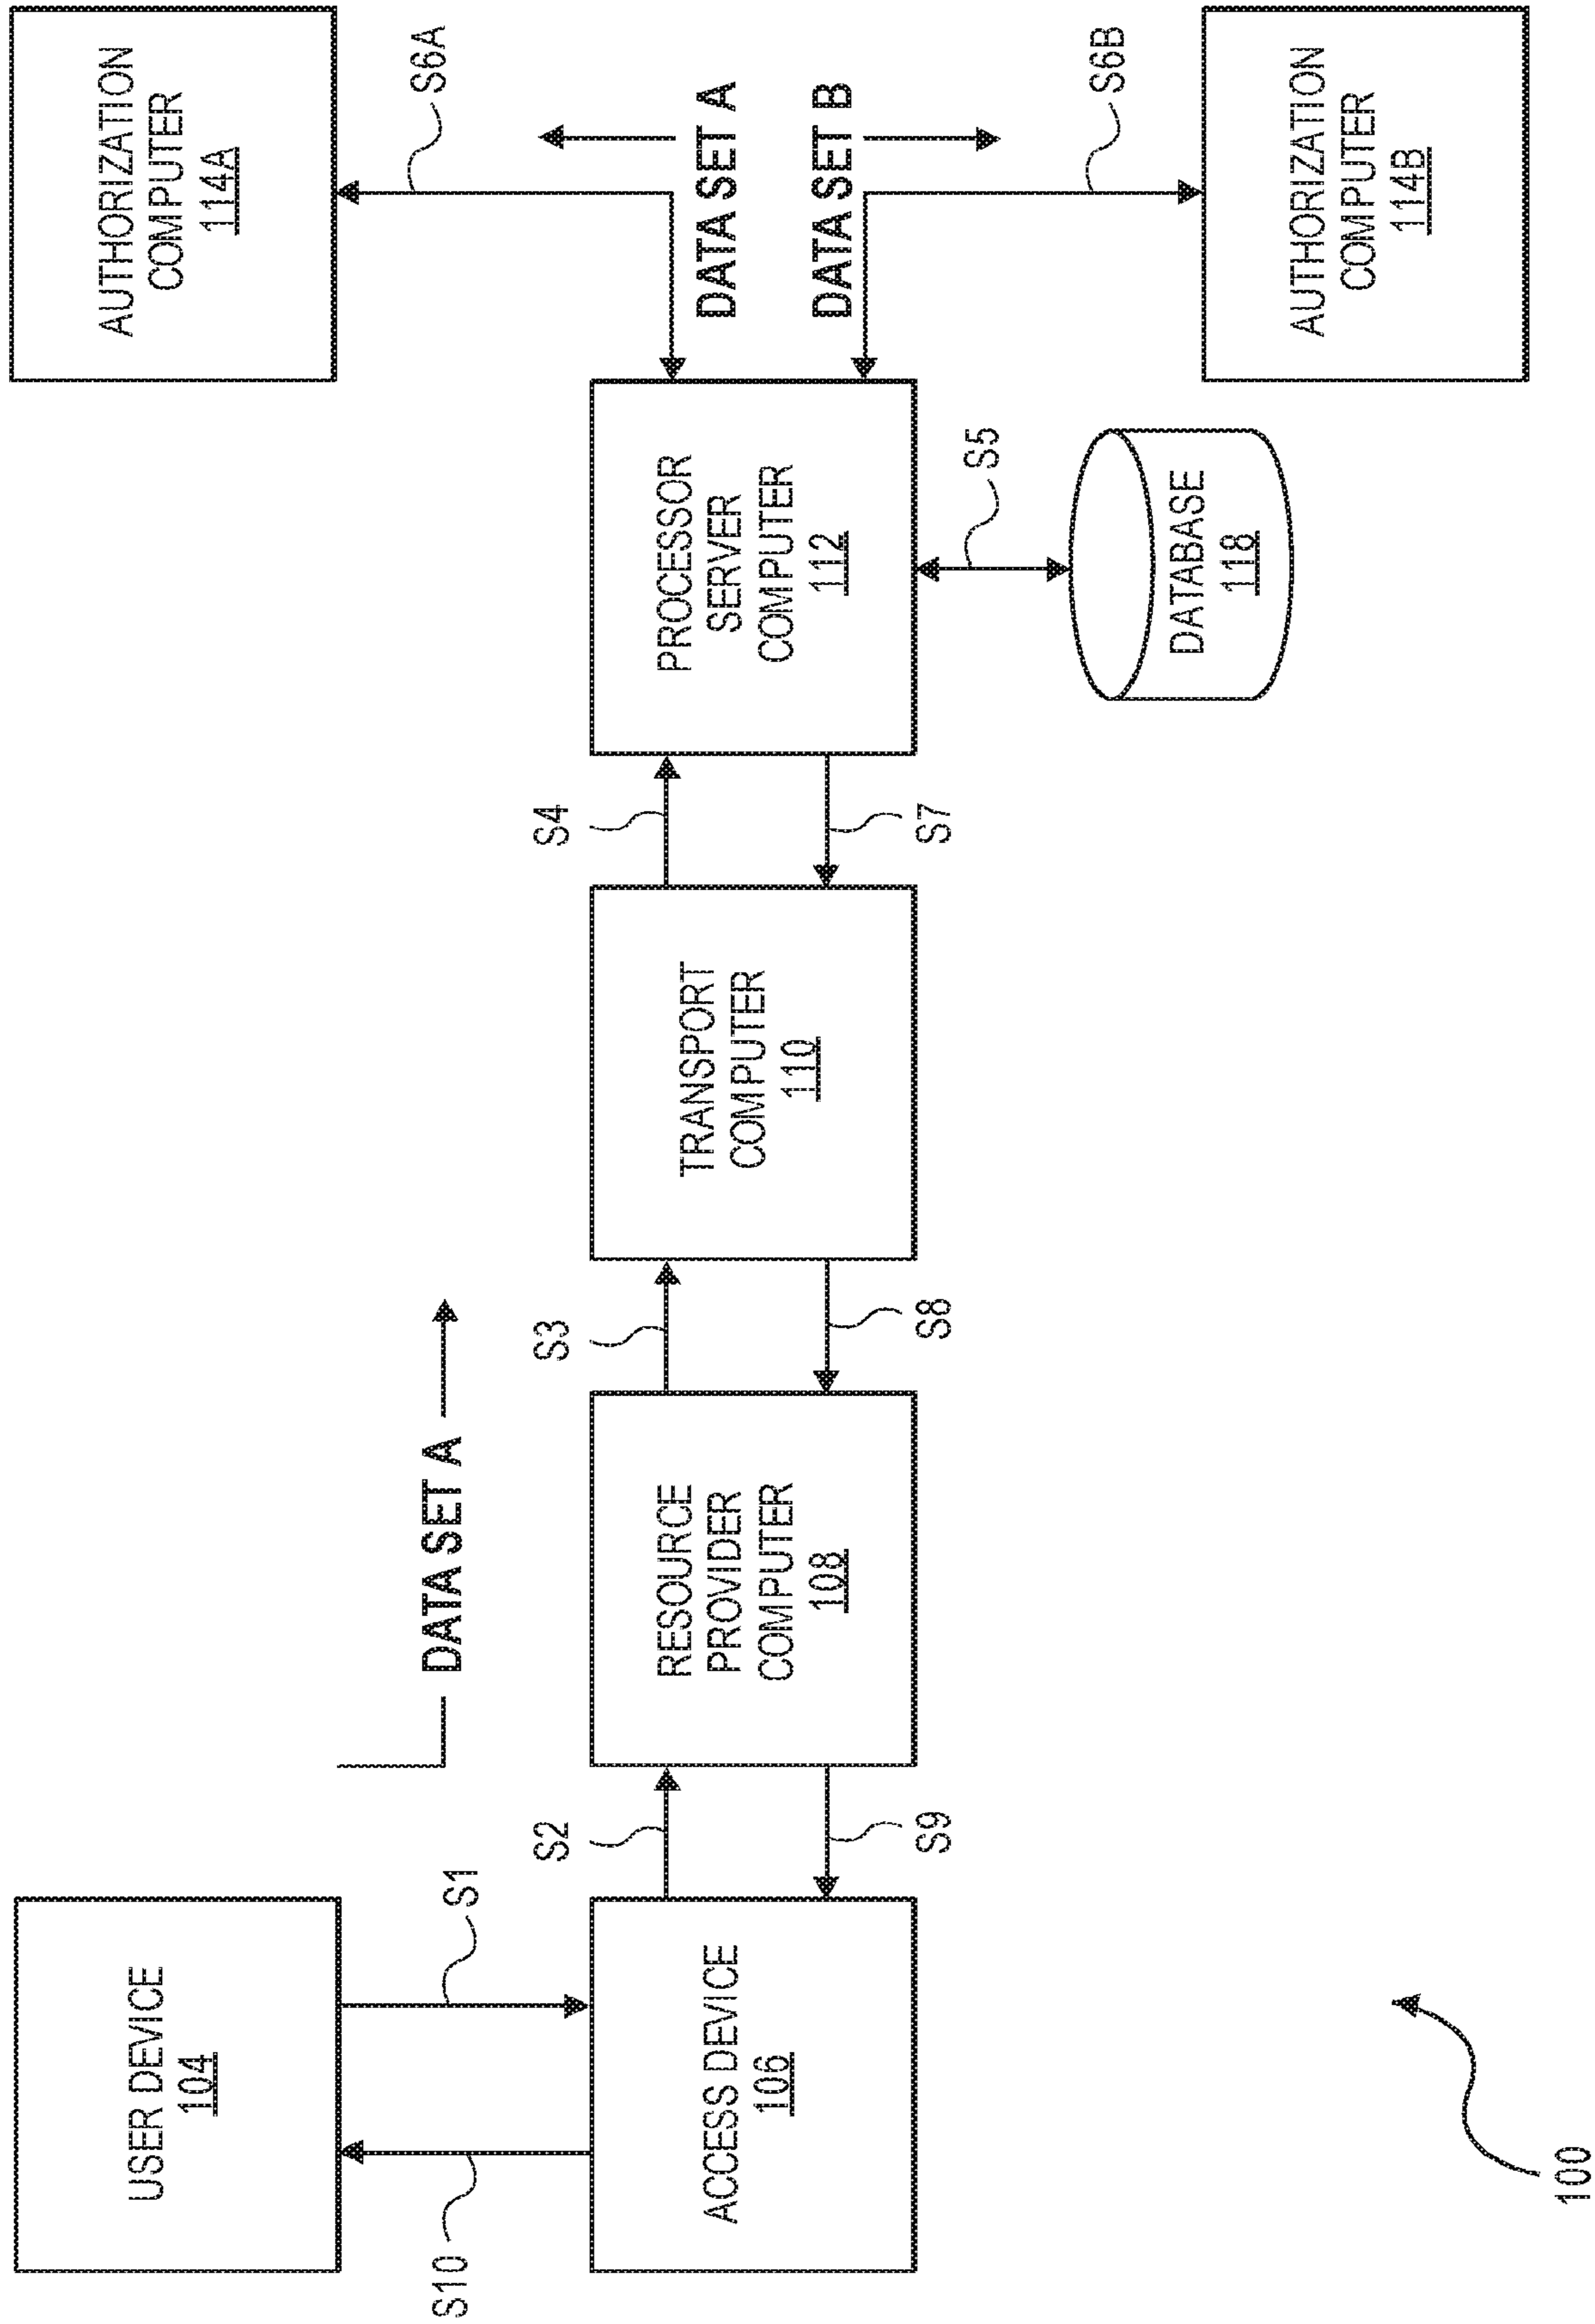 USER DEVICE
104
S10
S1
ACCESS DEVICE
106
S2
S9
DATA SET A
RESOURCE
PROVIDER
COMPUTER
108
S3
S8
TRANSPORT
COMPUTER
110
S4
S7
PROCESSOR
SERVER
COMPUTER
112
S5
DATABASE
118
AUTHORIZATION
COMPUTER
114A
S6A
DATA SET A
DATA SET B
S6B
AUTHORIZATION
COMPUTER
114B
100